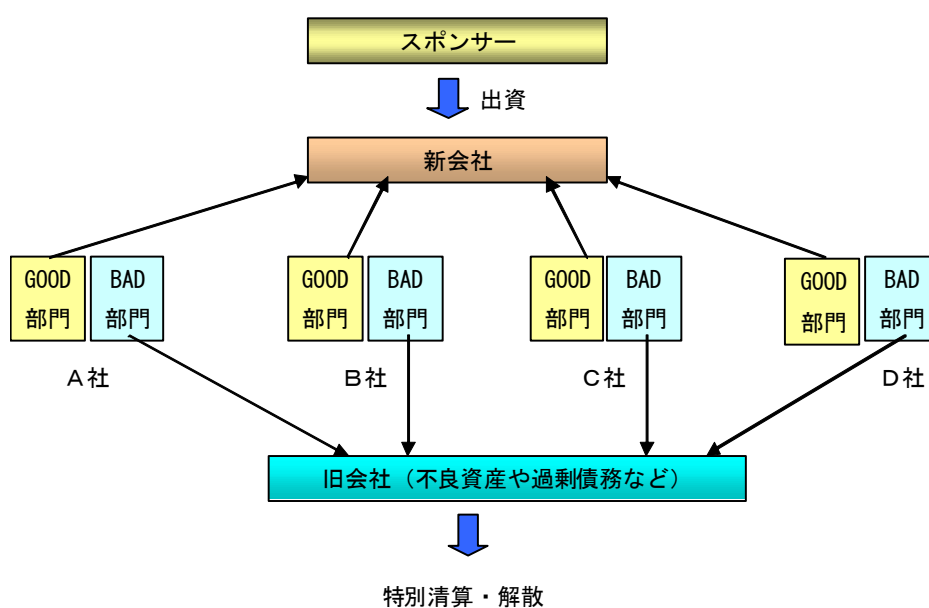 スポンサー
出資
新会社
GOOD
部門
BAD
部門
GOOD
部門
BAD
部門
GOOD
部門
BAD
部門
GOOD
部門
BAD
部門
A社
B社
C社
D社
旧会社（不良資産や過剰債務など）
特別清算・解散